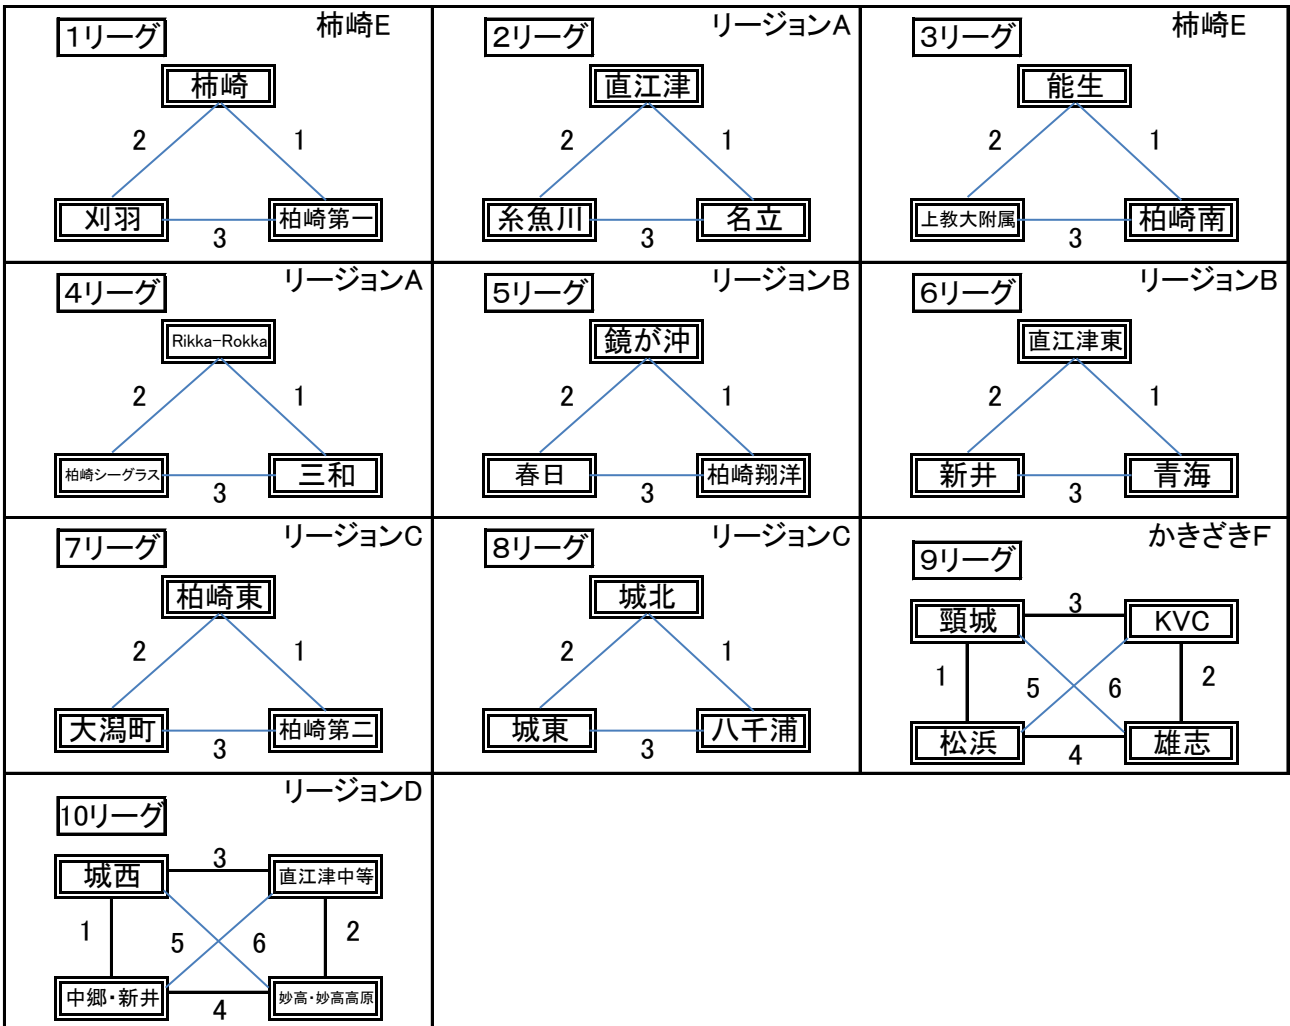 1リーグ
柿崎E
柿崎
2
1
刈羽
柏崎第一
3
2リーグ
リージョンA
直江津
2
1
糸魚川
名立
3
3リーグ
柿崎E
能生
2
1
上教大附属
柏崎南
3
4リーグ
リージョンA
Rikka-Rokka
2
1
柏崎シーグラス
三和
3
5リーグ
リージョンB
鏡が沖
2
1
春日
柏崎翔洋
3
6リーグ
リージョンB
直江津東
2
1
新井
青海
3
7リーグ
リージョンC
柏崎東
2
1
大潟町
柏崎第二
3
8リーグ
リージョンC
城北
2
1
城東
八千浦
3
9リーグ
かきざきF
頸城
3
KVC
1
5
6
2
松浜
4
雄志
10リーグ
リージョンD
城西
3
直江津中等
1
5
6
2
中郷・新井
4
妙高・妙高高原